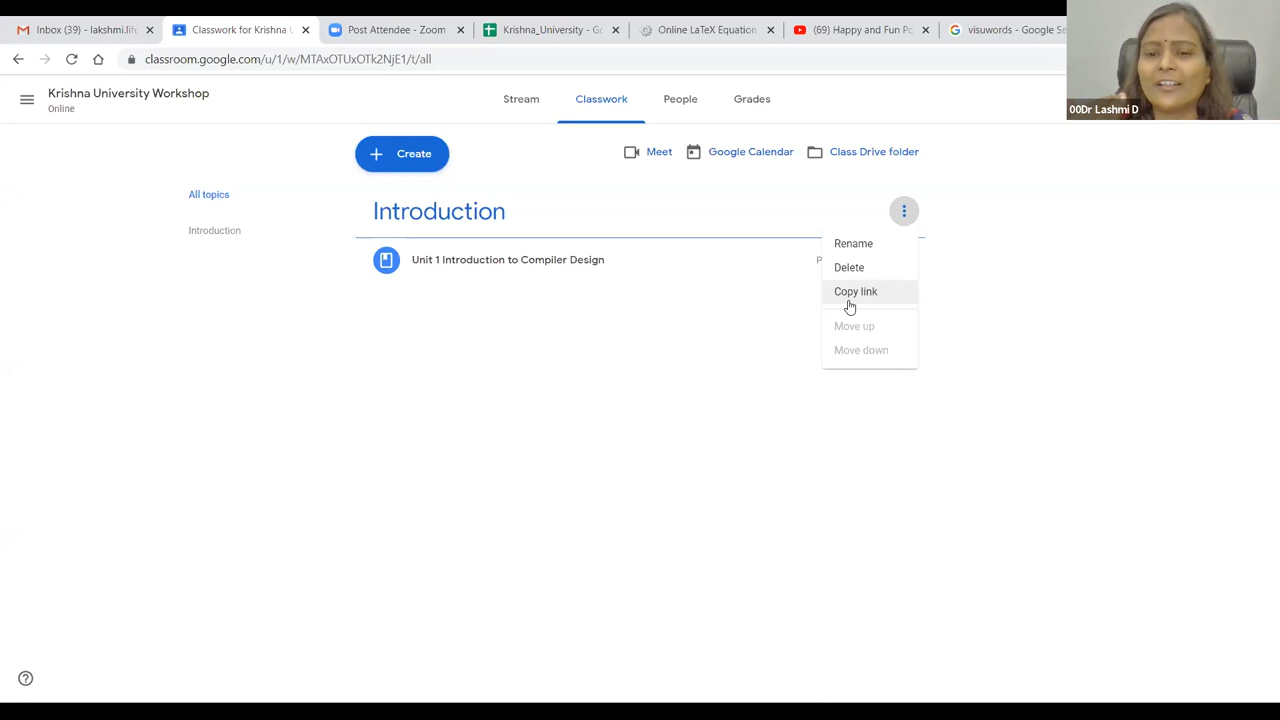 Inbox (39) - lakshmi.life
Classwork for Krishna U
Post Attendee - Zoom
Krishna_University - Go
Online LaTeX Equation
(69) Happy and Fun Po
visuwords - Google Se
classroom.google.com/u/1/w/MTAxOTUxOTk2NjE1/t/all
Krishna University Workshop
Online
Stream
Classwork
People
Grades
00Dr Lashmi D
Create
Meet
Google Calendar
Class Drive folder
All topics
Introduction
Introduction
Unit 1 Introduction to Compiler Design
P
Rename
Delete
Copy link
Move up
Move down